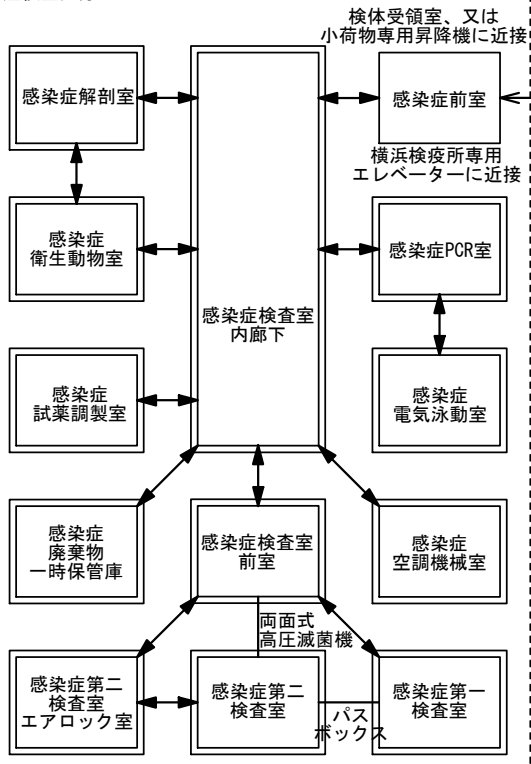 検体受領室、又は
小荷物専用昇降機に近接
感染症解剖室
感染症前室
横浜検疫所専用
エレベーターに近接
感染症
衛生動物室
感染症PCR室
感染症検査室
内廊下
感染症
試薬調製室
感染症
電気泳動室
感染症
廃棄物
一時保管庫
感染症検査室
前室
感染症
空調機械室
両面式
高圧滅菌機
感染症第二
検査室
エアロック室
感染症第二
検査室
パス
ボックス
感染症第一
検査室